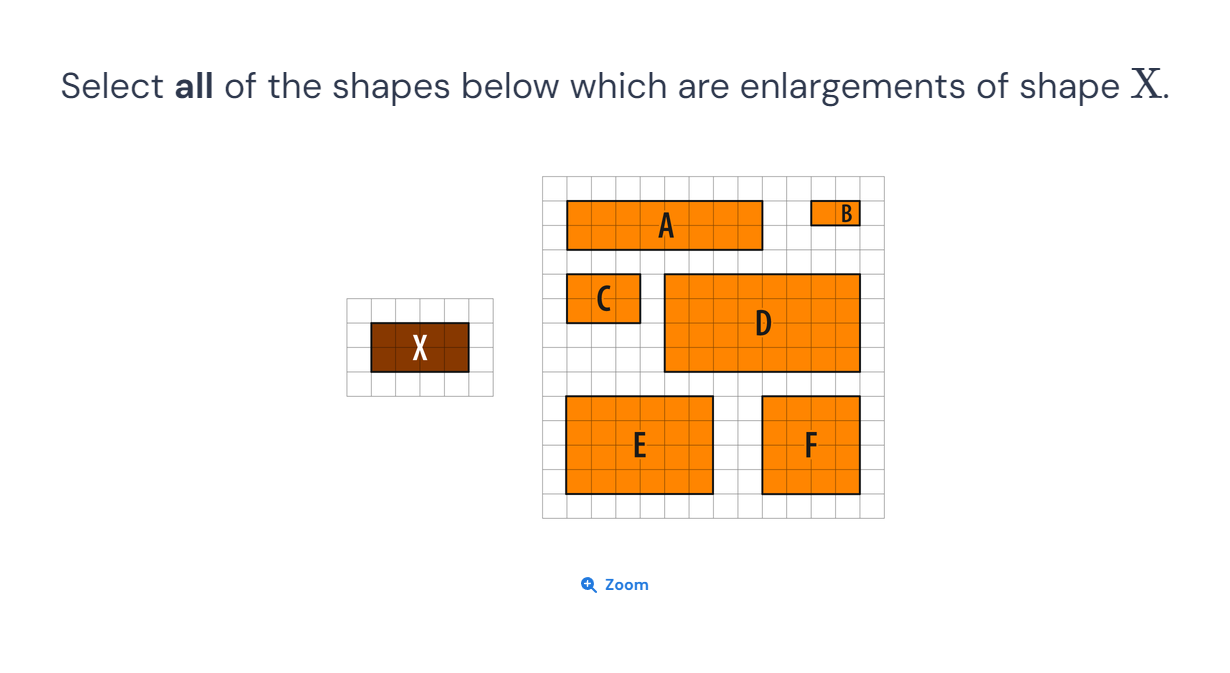 Select all of the shapes below which are enlargements of shape X.
A
B
C
D
X
E
F
Zoom